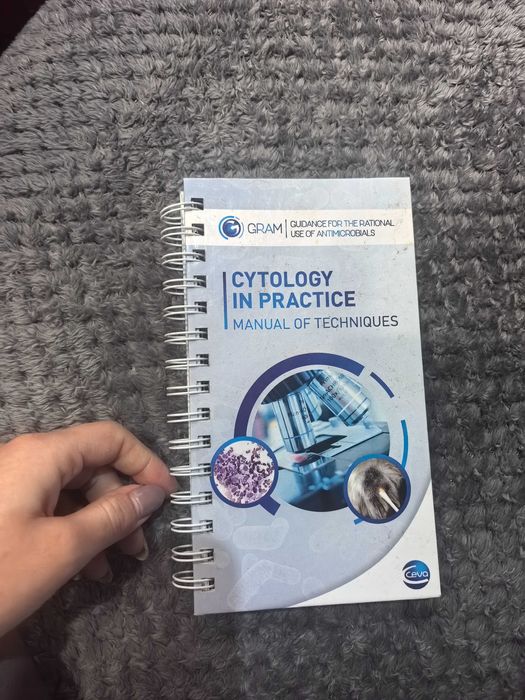 GRAM
GUIDANCE FOR THE RATIONAL
USE OF ANTIMICROBIALS
CYTOLOGY
IN PRACTICE
MANUAL OF TECHNIQUES
ceva